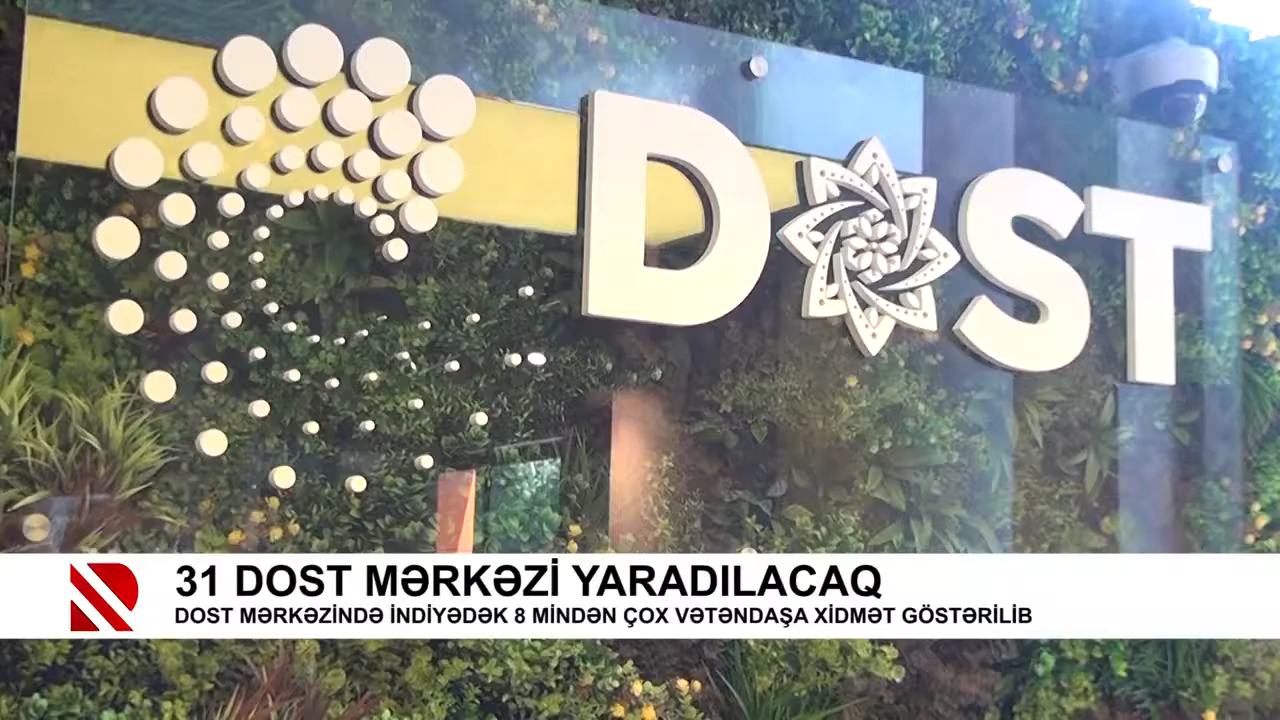 DOST
31 DOST MƏRKƏZİ YARADILACAQ
DOST MƏRKƏZİNDƏ İNDİYƏDƏK 8 MİNDƏN ÇOX VƏTƏNDAŞA XİDMƏT GÖSTƏRİLİB